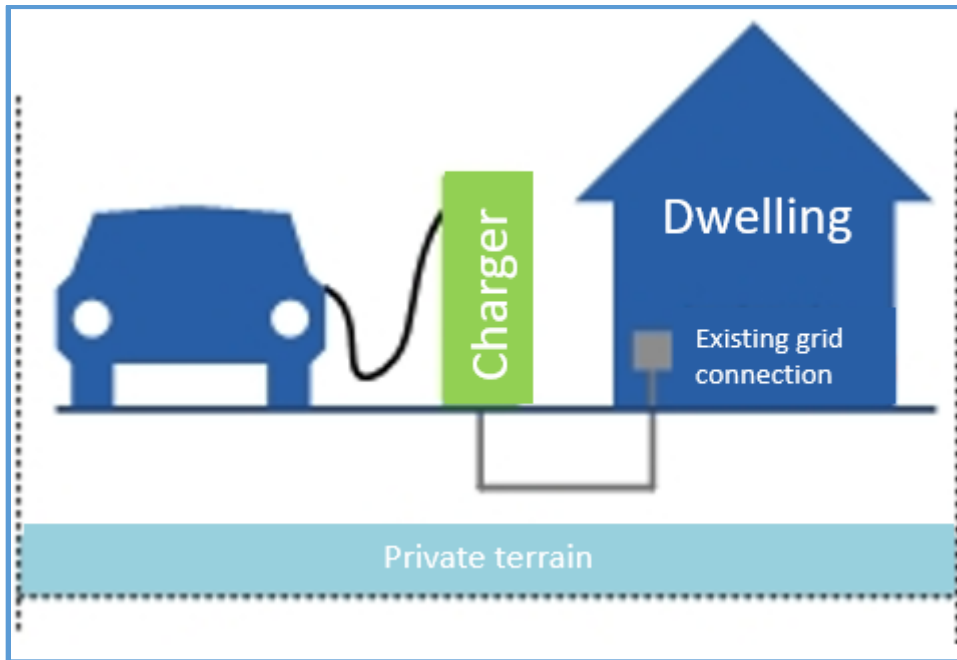 Charger
Dwelling
Existing grid
connection
Private terrain